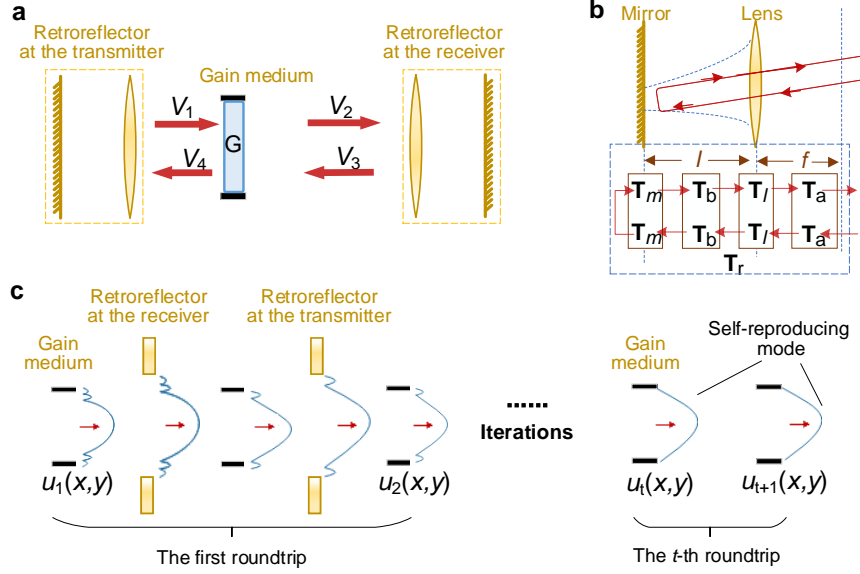 a
Retroreflector
at the transmitter
Retroreflector
at the receiver
Gain medium
V1
V2
G
V4
V3
b
Mirror
Lens
l
f
Tm
Tb
Tl
Ta
Tm
Tb
Tl
Ta
Tr
c
Retroreflector
at the receiver
Retroreflector
at the transmitter
Gain
medium
......
Iterations
u1(x,y)
u2(x,y)
The first roundtrip
Self-reproducing
mode
Gain
medium
ut(x,y)
ut+1(x,y)
The t-th roundtrip